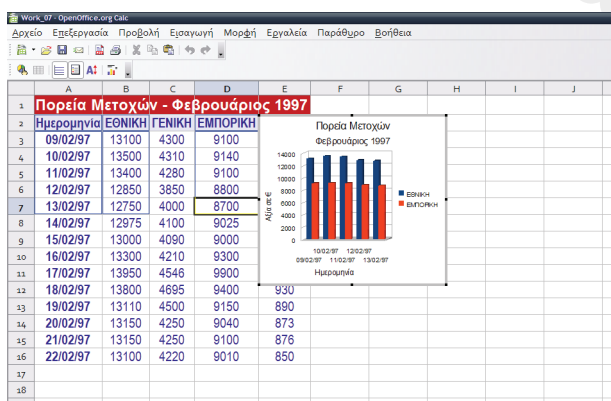 Work_07 - OpenOffice.org Calc
Αρχείο Επεξεργασία Προβολή Εισαγωγή Μορφή Εργαλεία Παράθυρο Βοήθεια
A B C D E F G H I J
1 Πορεία Μετοχών - Φεβρουάριος 1997
2 Ημερομηνία ΕΘΝΙΚΗ ΓΕΝΙΚΗ ΕΜΠΟΡΙΚΗ
3 09/02/97 13100 4300 9100
4 10/02/97 13500 4310 9140
5 11/02/97 13400 4280 9100
6 12/02/97 12850 3850 8800
7 13/02/97 12750 4000 8700
8 14/02/97 12975 4100 9025
9 15/02/97 13000 4090 9000
10 16/02/97 13300 4210 9300
11 17/02/97 13950 4546 9900
12 18/02/97 13800 4695 9400 930
13 19/02/97 13110 4500 9150 890
14 20/02/97 13150 4250 9040 873
15 21/02/97 13150 4250 9100 876
16 22/02/97 13100 4220 9010 850
17
18
Πορεία Μετοχών
Φεβρουάριος 1997
Αξία σε €
14000
12000
10000
8000
6000
4000
2000
0
ΕΘΝΙΚΗ
ΕΜΠΟΡΙΚΗ
10/02/97 12/02/97
09/02/97 11/02/97 13/02/97
Ημερομηνία